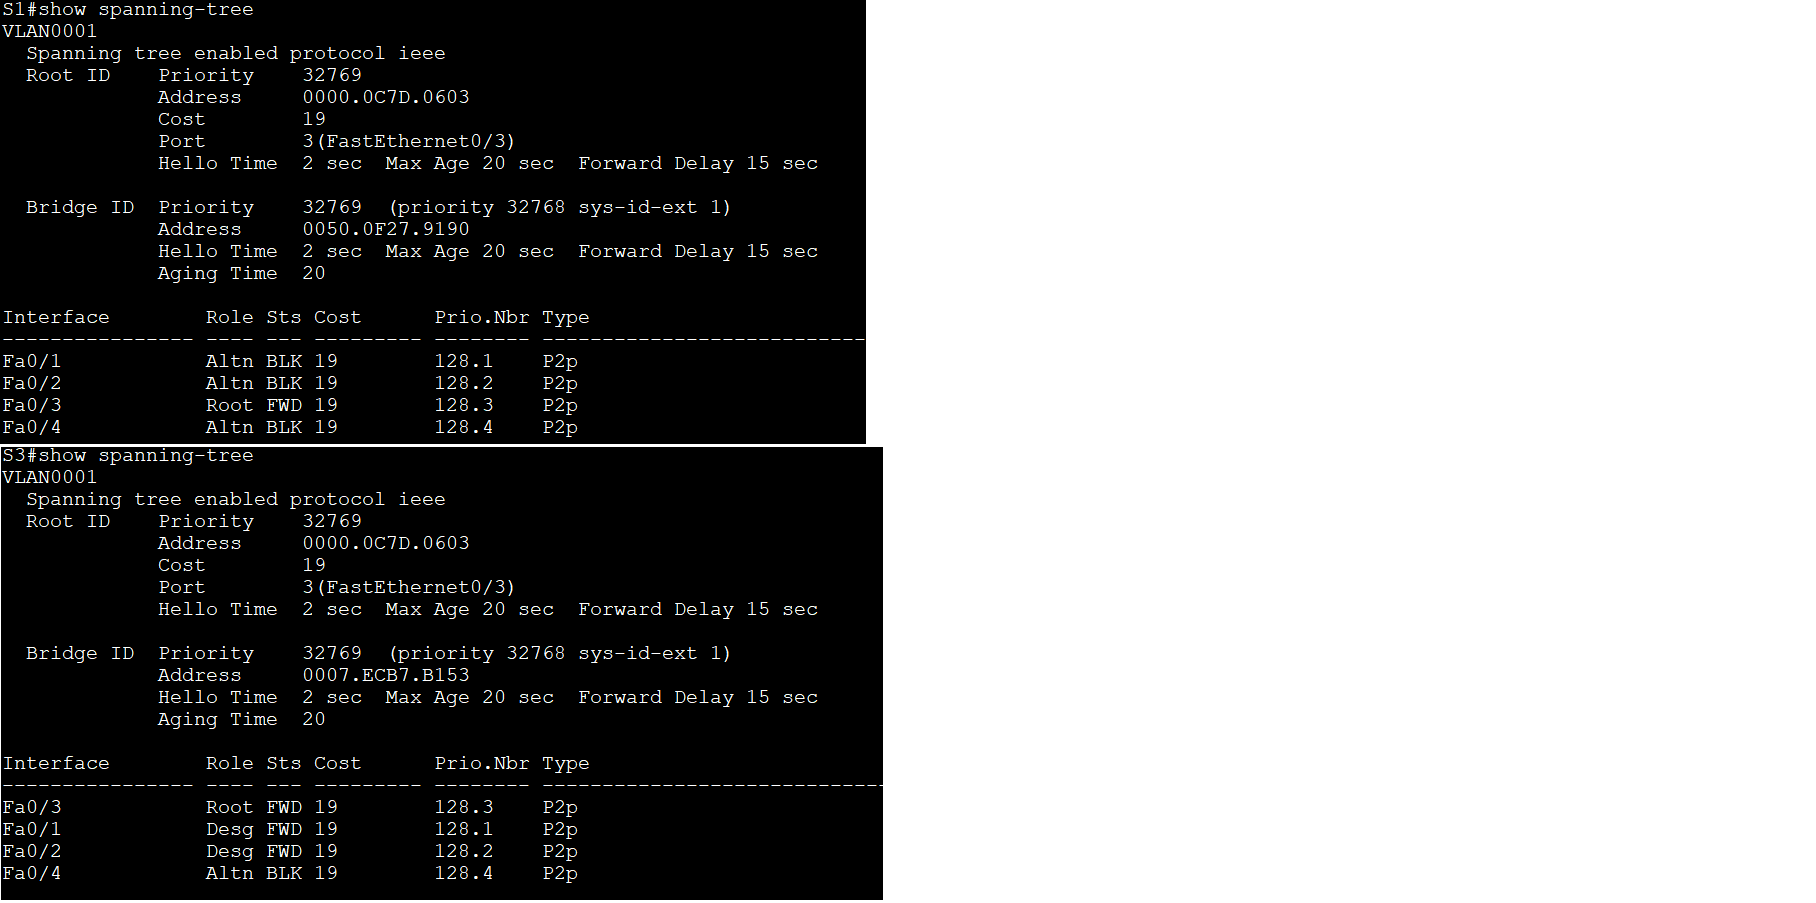 S1#show spanning-tree
VLAN0001
  Spanning tree enabled protocol ieee
  Root ID    Priority    32769
             Address     0000.0C7D.0603
             Cost        19
             Port        3(FastEthernet0/3)
             Hello Time  2 sec  Max Age 20 sec  Forward Delay 15 sec

  Bridge ID  Priority    32769  (priority 32768 sys-id-ext 1)
             Address     0050.0F27.9190
             Hello Time  2 sec  Max Age 20 sec  Forward Delay 15 sec
             Aging Time  20

Interface        Role Sts Cost      Prio.Nbr Type
---------------- ---- --- --------- -------- ---------------------------
Fa0/1            Altn BLK 19        128.1    P2p
Fa0/2            Altn BLK 19        128.2    P2p
Fa0/3            Root FWD 19        128.3    P2p
Fa0/4            Altn BLK 19        128.4    P2p
S3#show spanning-tree
VLAN0001
  Spanning tree enabled protocol ieee
  Root ID    Priority    32769
             Address     0000.0C7D.0603
             Cost        19
             Port        3(FastEthernet0/3)
             Hello Time  2 sec  Max Age 20 sec  Forward Delay 15 sec

  Bridge ID  Priority    32769  (priority 32768 sys-id-ext 1)
             Address     0007.ECB7.B153
             Hello Time  2 sec  Max Age 20 sec  Forward Delay 15 sec
             Aging Time  20

Interface        Role Sts Cost      Prio.Nbr Type
---------------- ---- --- --------- -------- -----------------------------
Fa0/3            Root FWD 19        128.3    P2p
Fa0/1            Desg FWD 19        128.1    P2p
Fa0/2            Desg FWD 19        128.2    P2p
Fa0/4            Altn BLK 19        128.4    P2p